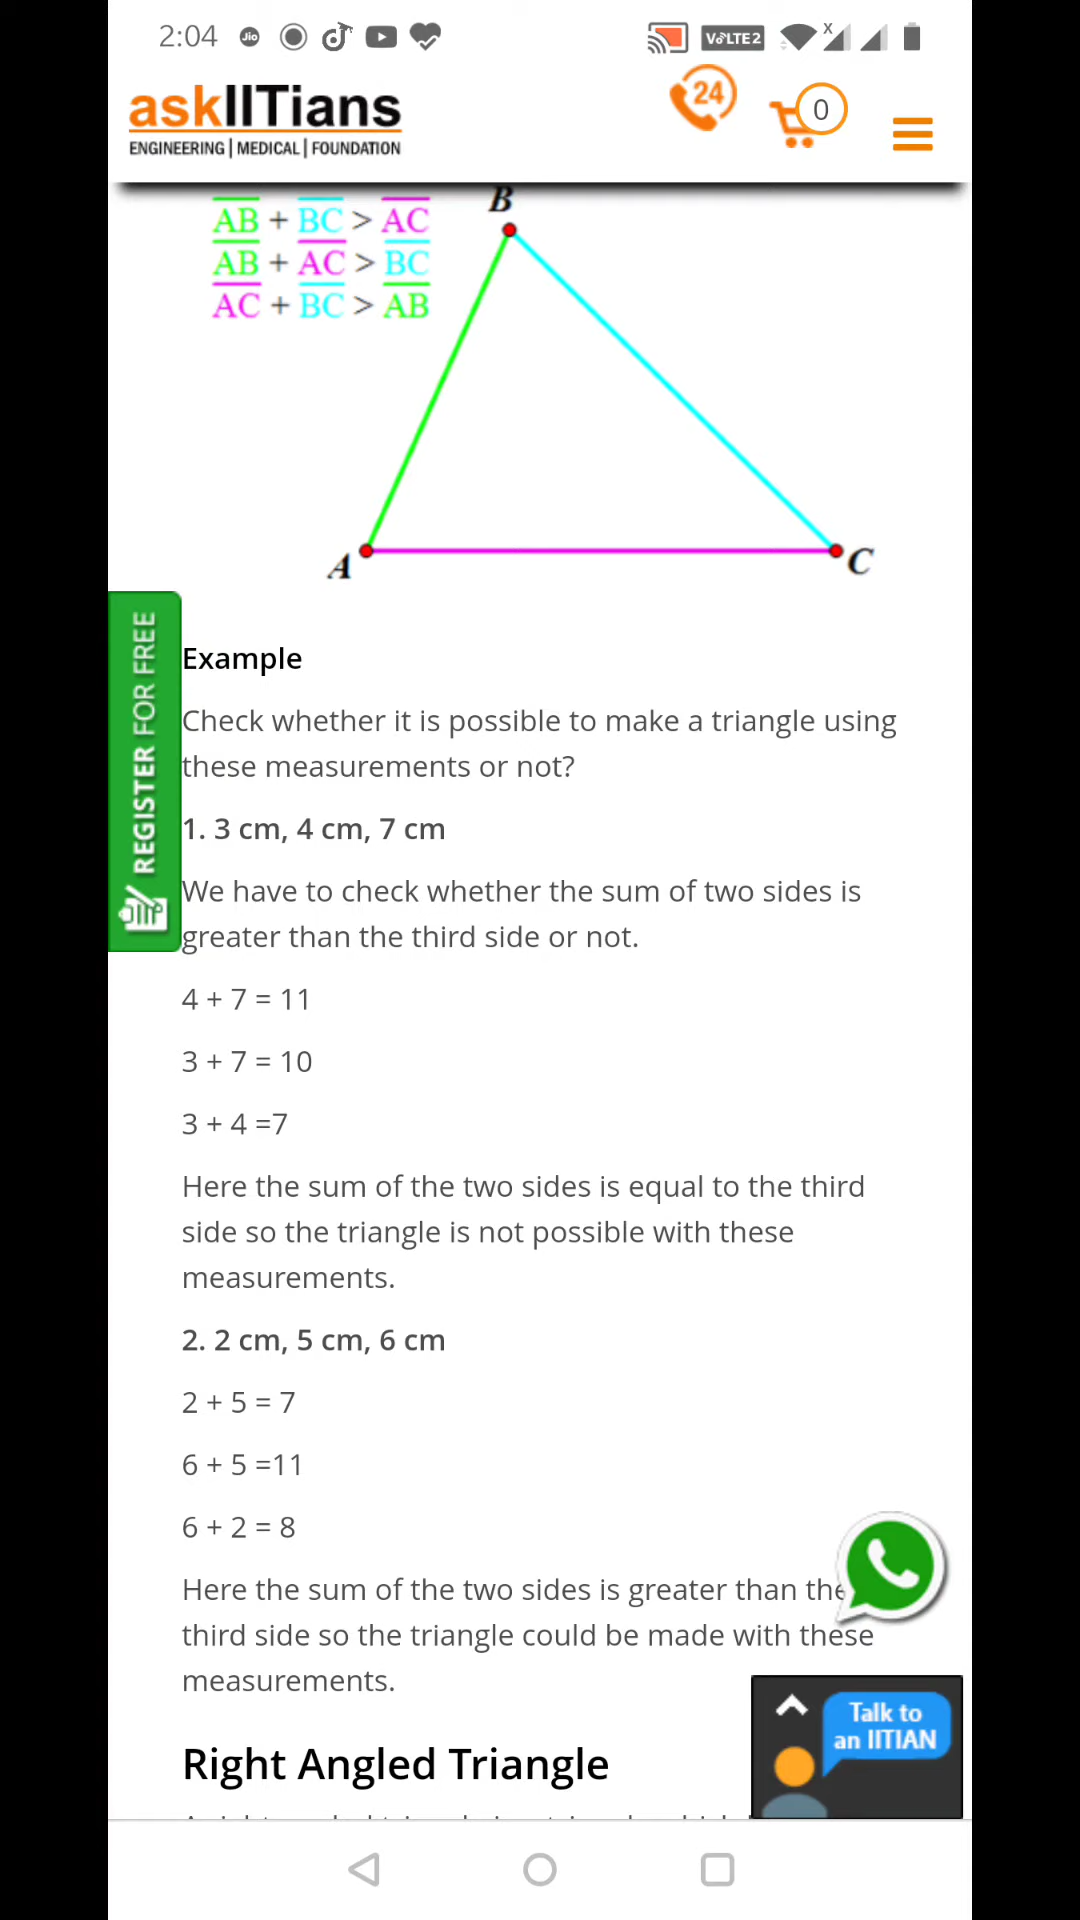 2:04 Jio VoLTE 2 x
askIITians
ENGINEERING | MEDICAL | FOUNDATION
24
0
AB + BC > AC
AB + AC > BC
AC + BC > AB
B
A
C
REGISTER FOR FREE
Example
Check whether it is possible to make a triangle using
these measurements or not?
1. 3 cm, 4 cm, 7 cm
We have to check whether the sum of two sides is
greater than the third side or not.
4 + 7 = 11
3 + 7 = 10
3 + 4 =7
Here the sum of the two sides is equal to the third
side so the triangle is not possible with these
measurements.
2. 2 cm, 5 cm, 6 cm
2 + 5 = 7
6 + 5 =11
6 + 2 = 8
Here the sum of the two sides is greater than the
third side so the triangle could be made with these
measurements.
Talk to
an IITIAN
Right Angled Triangle